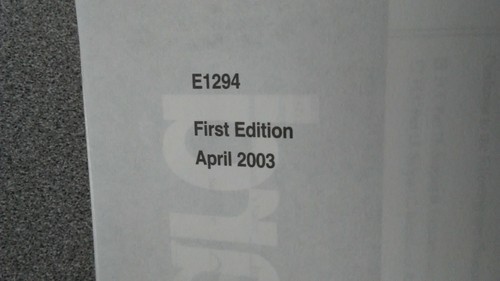 E1294
First Edition
April 2003